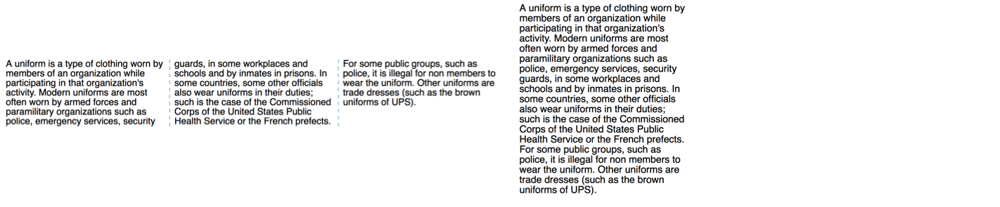 A uniform is a type of clothing worn by
members of an organization while
participating in that organization's
activity. Modern uniforms are most
often worn by armed forces and
paramilitary organizations such as
police, emergency services, security
guards, in some workplaces and
schools and by inmates in prisons. In
some countries, some other officials
also wear uniforms in their duties;
such is the case of the Commissioned
Corps of the United States Public
Health Service or the French prefects.
For some public groups, such as
police, it is illegal for non members to
wear the uniform. Other uniforms are
trade dresses (such as the brown
uniforms of UPS).
A uniform is a type of clothing worn by
members of an organization while
participating in that organization's
activity. Modern uniforms are most
often worn by armed forces and
paramilitary organizations such as
police, emergency services, security
guards, in some workplaces and
schools and by inmates in prisons. In
some countries, some other officials
also wear uniforms in their duties;
such is the case of the Commissioned
Corps of the United States Public
Health Service or the French prefects.
For some public groups, such as
police, it is illegal for non members to
wear the uniform. Other uniforms are
trade dresses (such as the brown
uniforms of UPS).